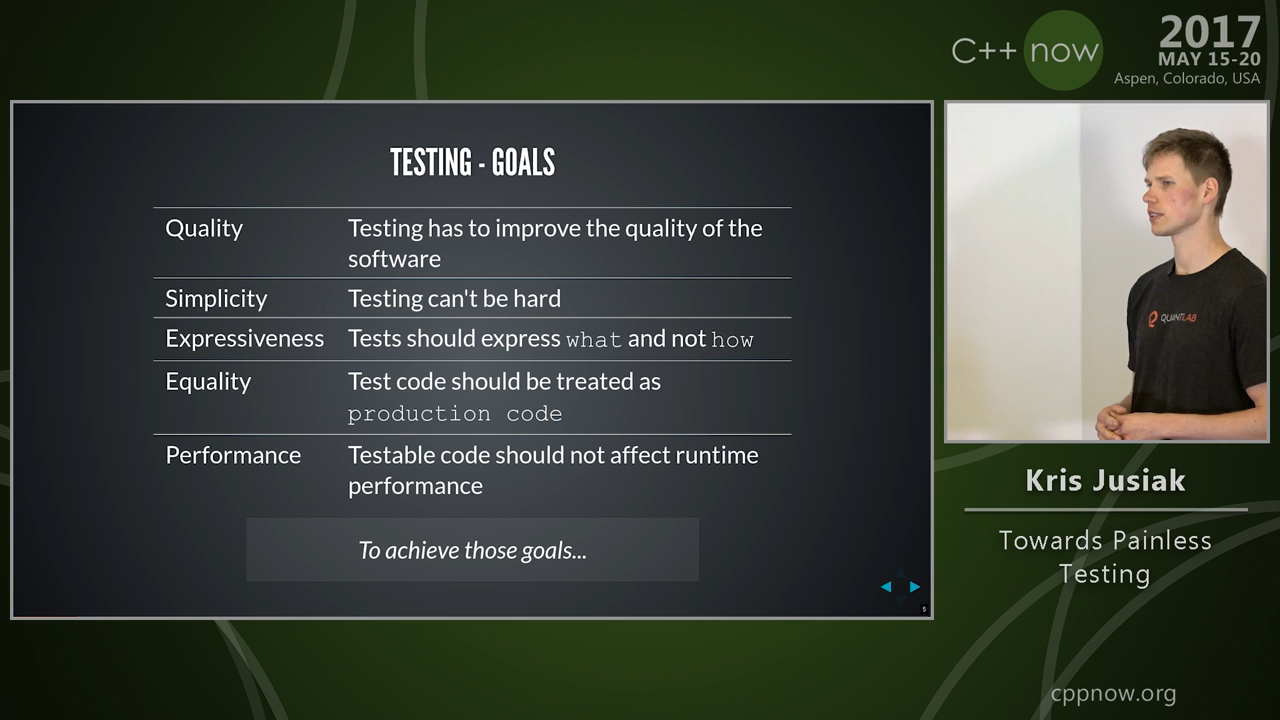 C++ now
2017
MAY 15-20
Aspen, Colorado, USA
TESTING - GOALS
Quality Testing has to improve the quality of the
software
Simplicity Testing can't be hard
Expressiveness Tests should express what and not how
Equality Test code should be treated as
production code
Performance Testable code should not affect runtime
performance
To achieve those goals...
5
QUANTLAB
Kris Jusiak
Towards Painless
Testing
cppnow.org